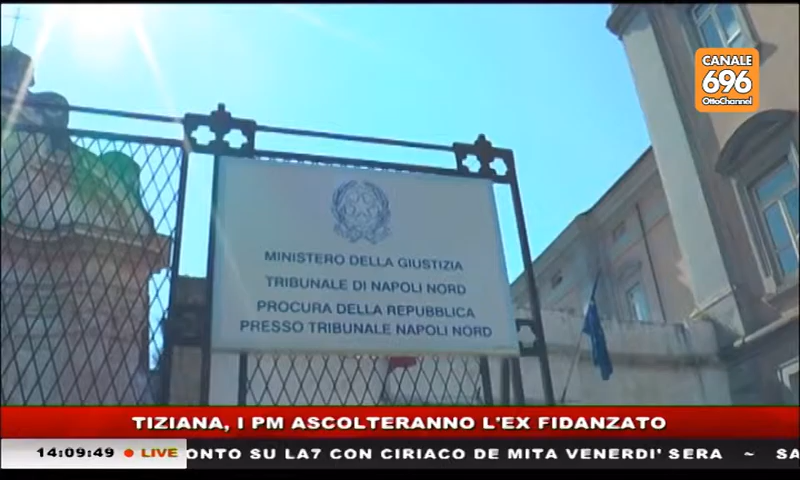 CANALE
696
OttoChannel
MINISTERO DELLA GIUSTIZIA
TRIBUNALE DI NAPOLI NORD
PROCURA DELLA REPUBBLICA
PRESSO TRIBUNALE NAPOLI NORD
TIZIANA, I PM ASCOLTERANNO L'EX FIDANZATO
14:09:49 LIVE ONTO SU LA7 CON CIRIACO DE MITA VENERDI' SERA ~ SA